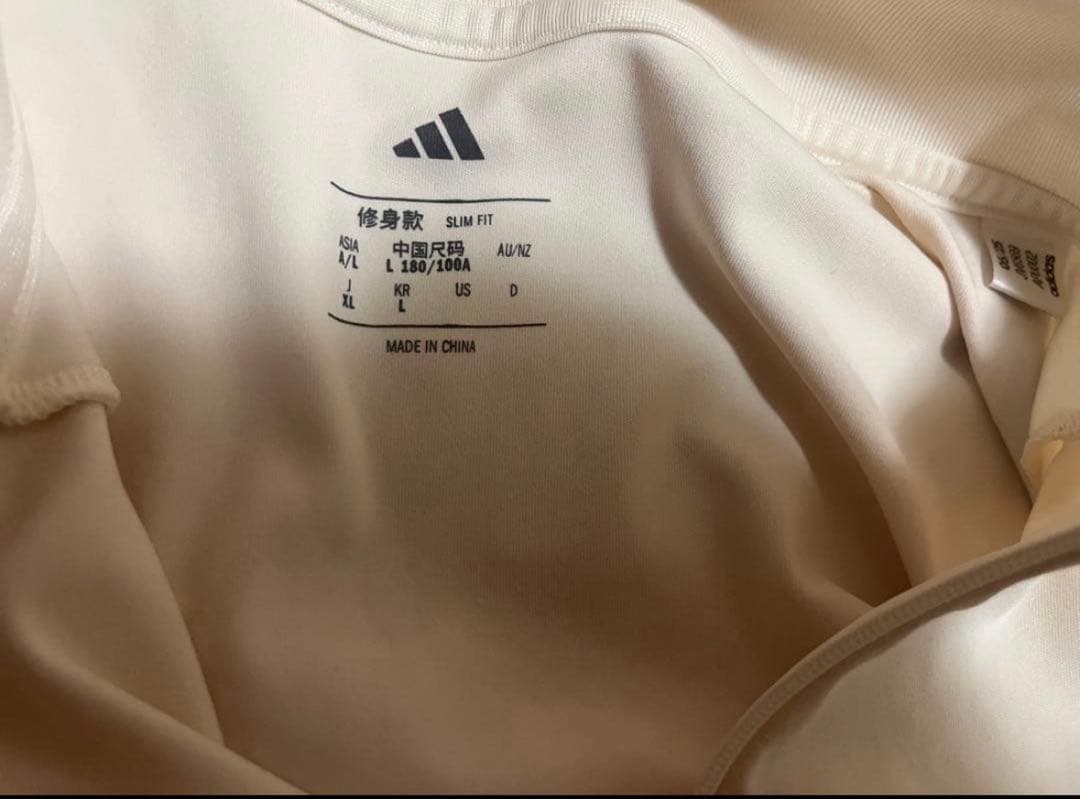 修身款 SLIM FIT
ASIA 中国尺码 AU/NZ
A/L L 180/100A
J KR US D
XL L
MADE IN CHINA
adidas